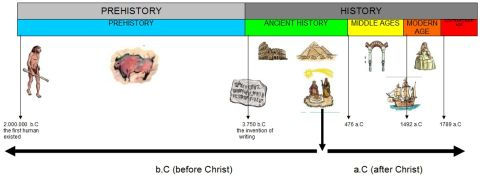 PREHISTORY
HISTORY
PREHISTORY
ANCIENT HISTORY
MIDDLE AGES
MODERN
AGE
2.000.000 b.C
the first human
existed
3.750 b.C
the invention of
writing
476 a.C
1492 a.C
1789 a.C
b.C (before Christ)
a.C (after Christ)